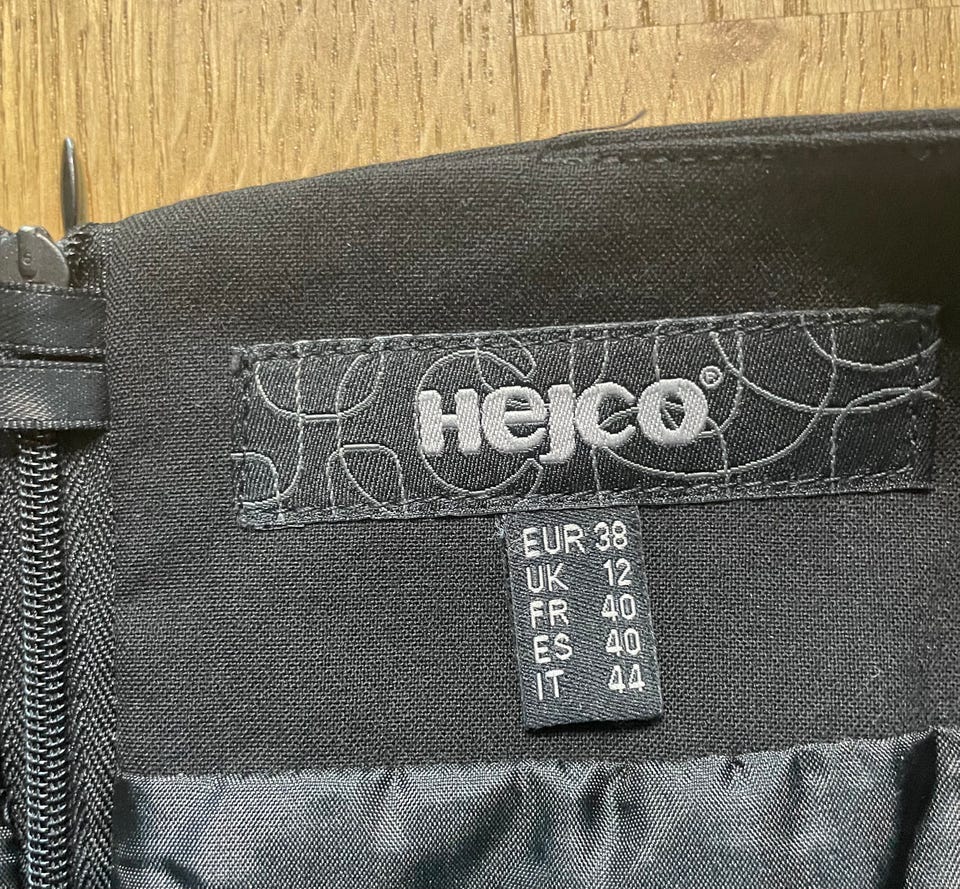 Hejco®
EUR 38
UK 12
FR 40
ES 40
IT 44